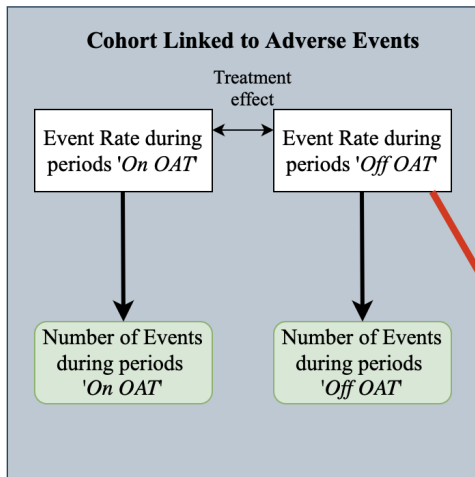 Cohort Linked to Adverse Events
Treatment
effect
Event Rate during
periods 'On OAT'
Event Rate during
periods 'Off OAT'
Number of Events
during periods
'On OAT'
Number of Events
during periods
'Off OAT'